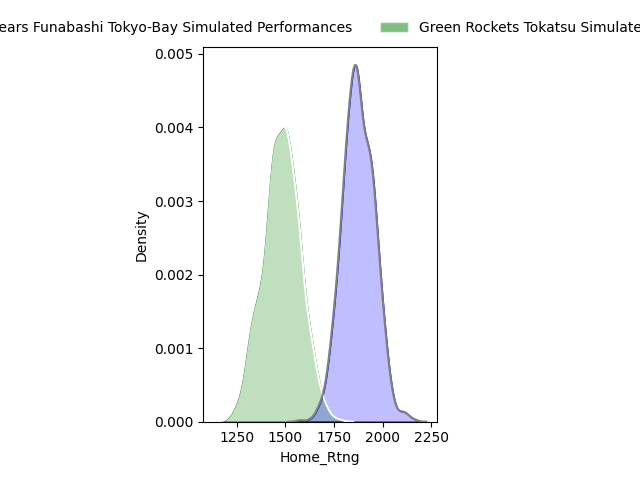 ears Funabashi Tokyo-Bay Simulated Performances
Green Rockets Tokatsu Simulate
0.005
0.004
0.003
0.002
0.001
0.000
Density
1250 1500 1750 2000 2250
Home_Rtng